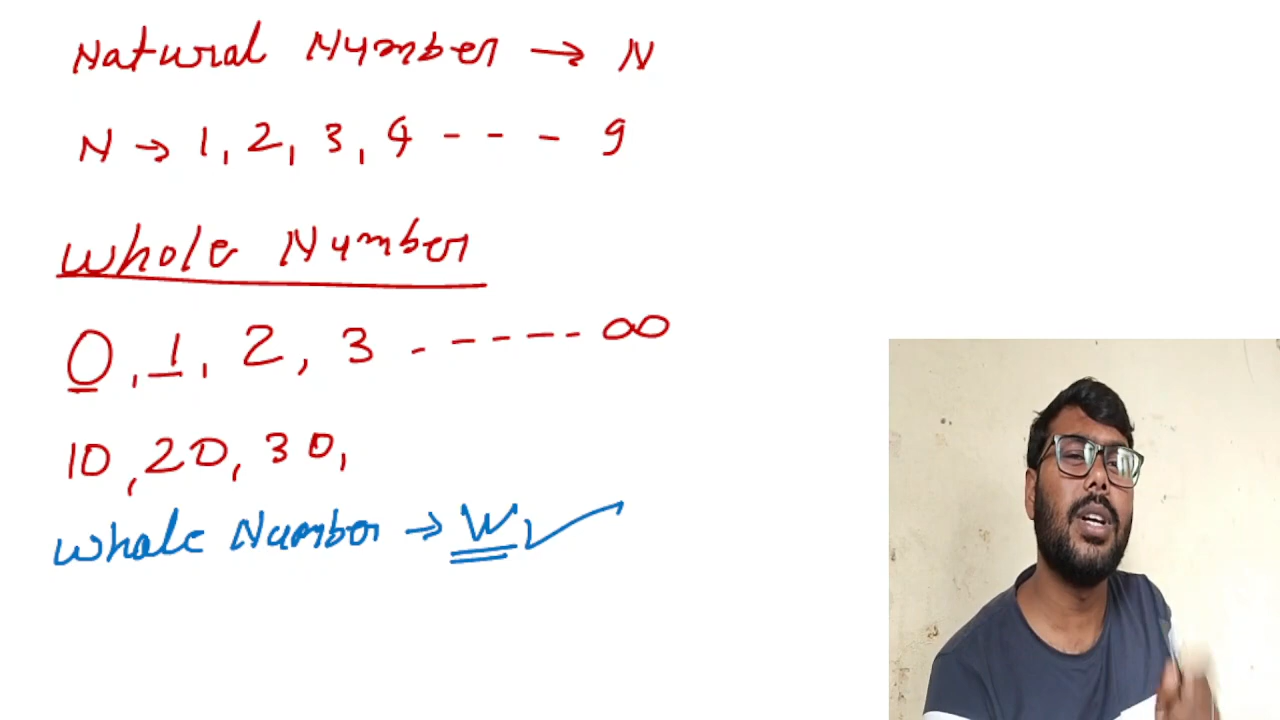 Natural Number → N
N → 1, 2, 3, 4 - - - 9
Whole Number
0, 1, 2, 3 - - - - - ∞
10, 20, 30,
Whole Number → W ✓